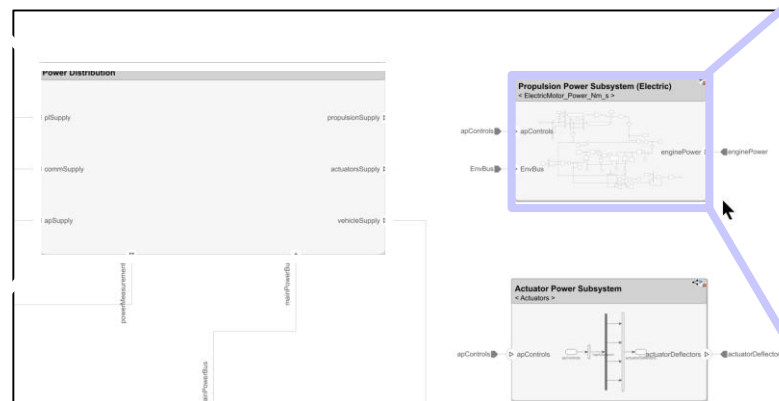 Power Distribution
plSupply
commSupply
apSupply
propulsionSupply
actuatorsSupply
vehicleSupply
powerMeasurement
mainPowerBu
ainPowerBus
Propulsion Power Subsystem (Electric)
< ElectricMotor_Power_Nm_s >
apControls
apControls
EnvBus
EnvBus
enginePower
enginePower
Actuator Power Subsystem
< Actuators >
apControls
apControls
actuatorDeflectors
actuatorDeflector